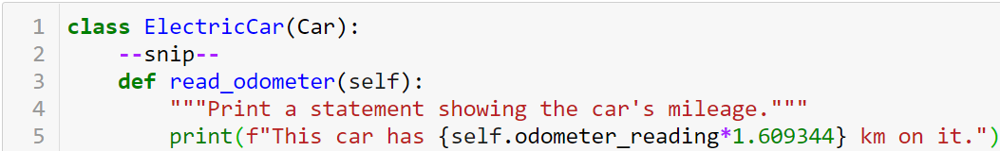 1 class ElectricCar(Car):
2     --snip--
3     def read_odometer(self):
4         """Print a statement showing the car's mileage."""
5         print(f"This car has {self.odometer_reading*1.609344} km on it.")